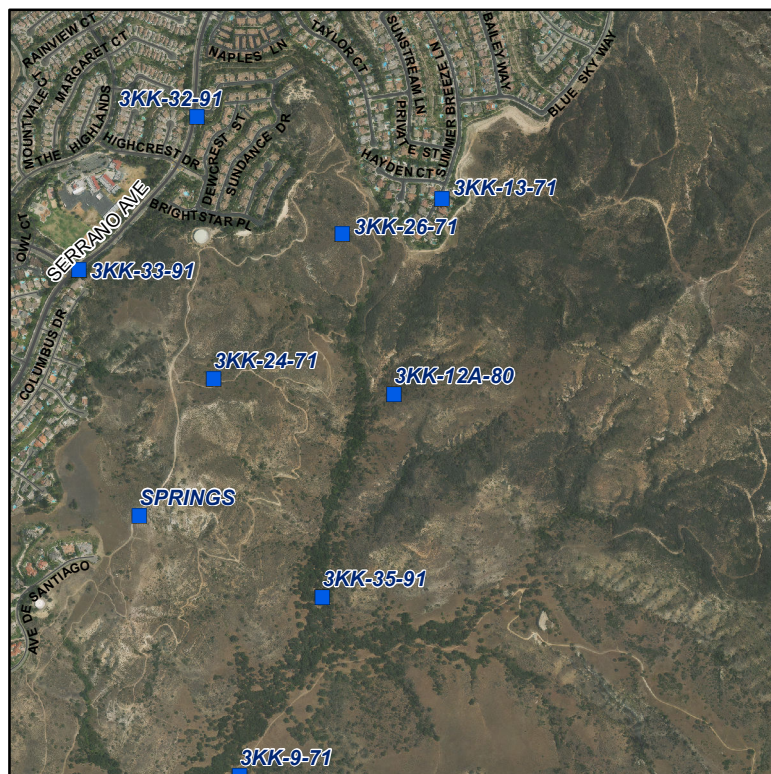 RAINVIEW CT
MARGARET CT
MOUNTVALE CT
THE HIGHLANDS
3KK-32-91
NAPLES LN
TAYLOR CT
SUNSTREAM LN
SUMMER BREEZE LN
BAILEY WAY
BLUE SKY WAY
PRIVATE ST
HAYDEN CT
HIGHCREST DR
DEWCREST ST
SUNDANCE DR
BRIGHTSTAR PL
3KK-13-71
3KK-26-71
OWL CT
SERRANO AVE
3KK-33-91
COLUMBUS DR
3KK-24-71
3KK-12A-80
SPRINGS
AVE DE SANTIAGO
3KK-35-91
3KK-9-71